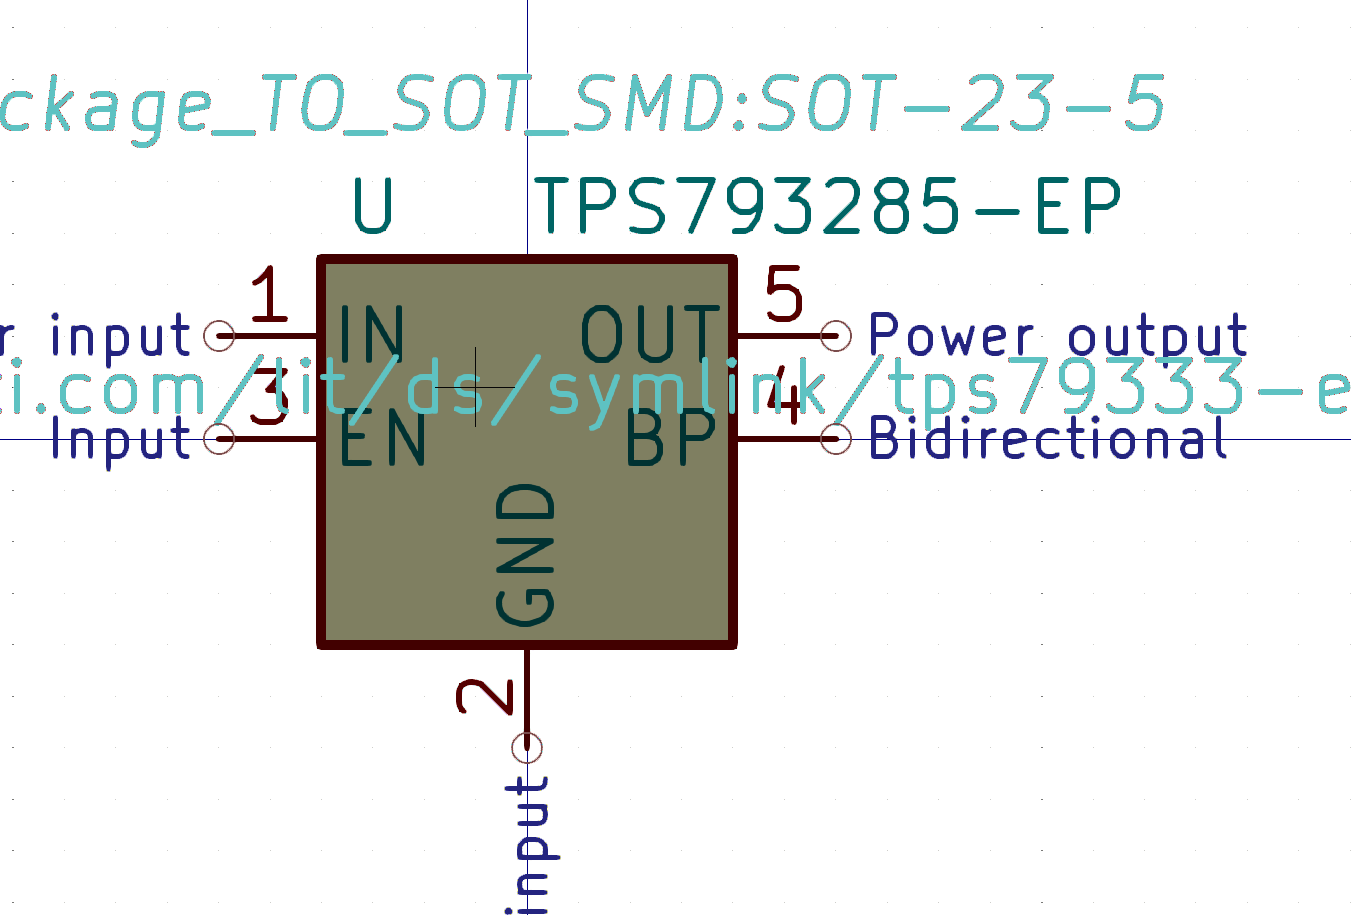 ckage_TO_SOT_SMD:SOT-23-5
U TPS793285-EP
1 5
r input IN OUT Power output
ti.com/lit/ds/symlink/tps79333-e
3 4
Input EN BP Bidirectional
GND
2
input